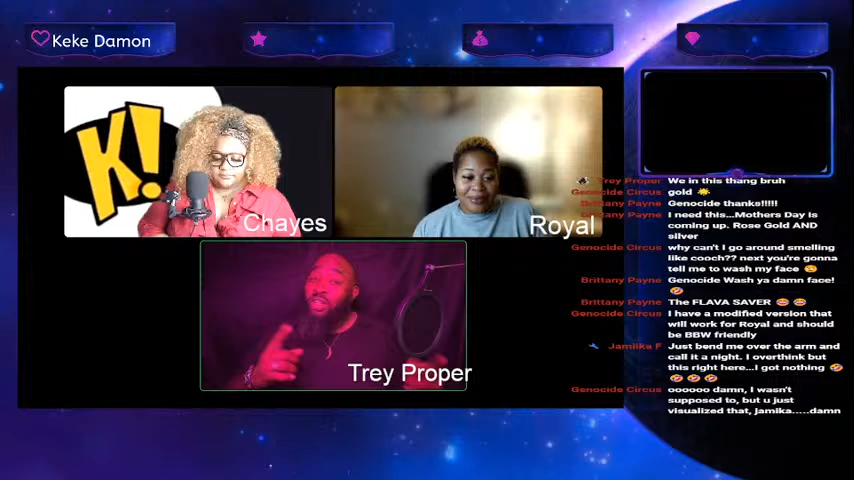 Keke Damon
K!
Chayes
Royal
Trey Proper
Trey Proper We in this thang bruh
Genocide Circus gold
Brittany Payne Genocide thanks!!!!!
Brittany Payne I need this...Mothers Day is
coming up. Rose Gold AND
silver
Genocide Circus why can't I go around smelling
like cooch?? next you're gonna
tell me to wash my face
Brittany Payne Genocide Wash ya damn face!
Brittany Payne The FLAVA SAVER
Genocide Circus I have a modified version that
will work for Royal and should
be BBW friendly
Jamiika F Just bend me over the arm and
call it a night. I overthink but
this right here...I got nothing
Genocide Circus oooooo damn, I wasn't
supposed to, but u just
visualized that, Jamika.....damn